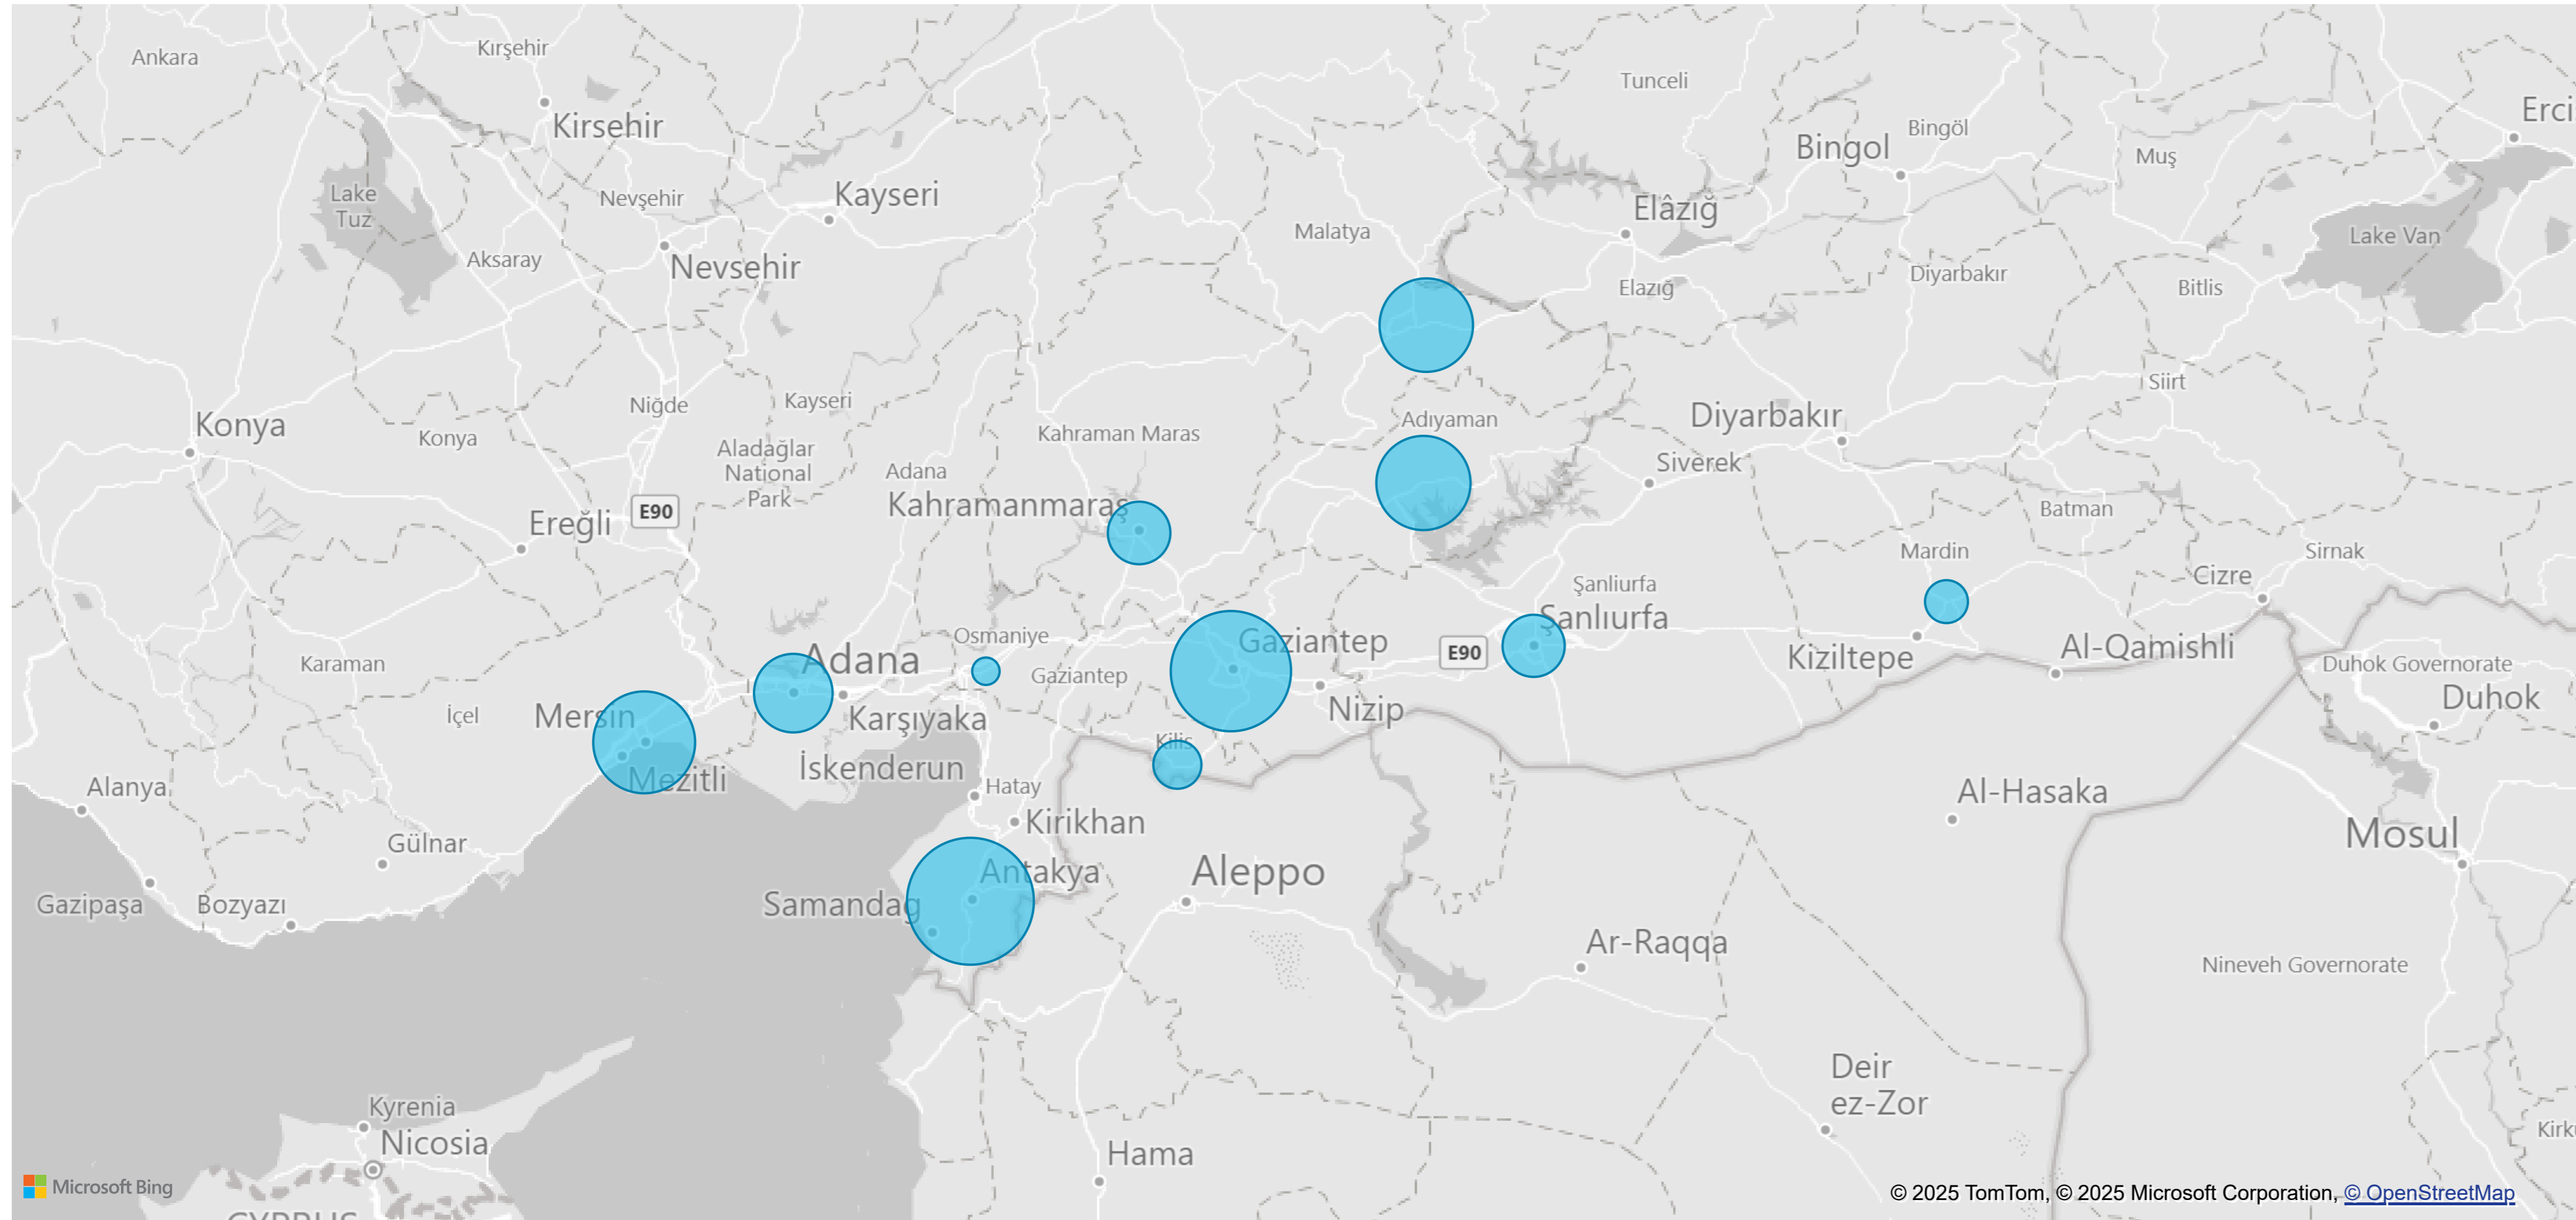 Ankara
Kırşehir
Kirsehir
Tunceli
Bingol
Bingöl
Muş
Erci
Lake
Tuz
Nevşehir
Kayseri
Aksaray
Nevsehir
Malatya
Elâzığ
Elazığ
Diyarbakır
Bitlis
Lake Van
Konya
Konya
Niğde
Kayseri
Aladağlar
National
Park
Adana
Kahraman Maras
Kahramanmaraş
Adıyaman
Diyarbakır
Siverek
Siirt
Batman
Ereğli
E90
Mardin
Sirnak
Cizre
Şanlıurfa
Şanlıurfa
Karaman
Osmaniye
Adana
Gaziantep
Gaziantep
E90
Kiziltepe
Al-Qamishli
Duhok Governorate
Duhok
İçel
Mersin
Mezitli
Karşıyaka
İskenderun
Nizip
Kilis
Alanya
Hatay
Kirikhan
Al-Hasaka
Mosul
Gülnar
Antakya
Aleppo
Gazipaşa
Bozyazı
Samandag
Ar-Raqqa
Nineveh Governorate
Deir
ez-Zor
Kyrenia
Nicosia
Hama
Kirk
CYPRUS
Microsoft Bing
© 2025 TomTom, © 2025 Microsoft Corporation, © OpenStreetMap